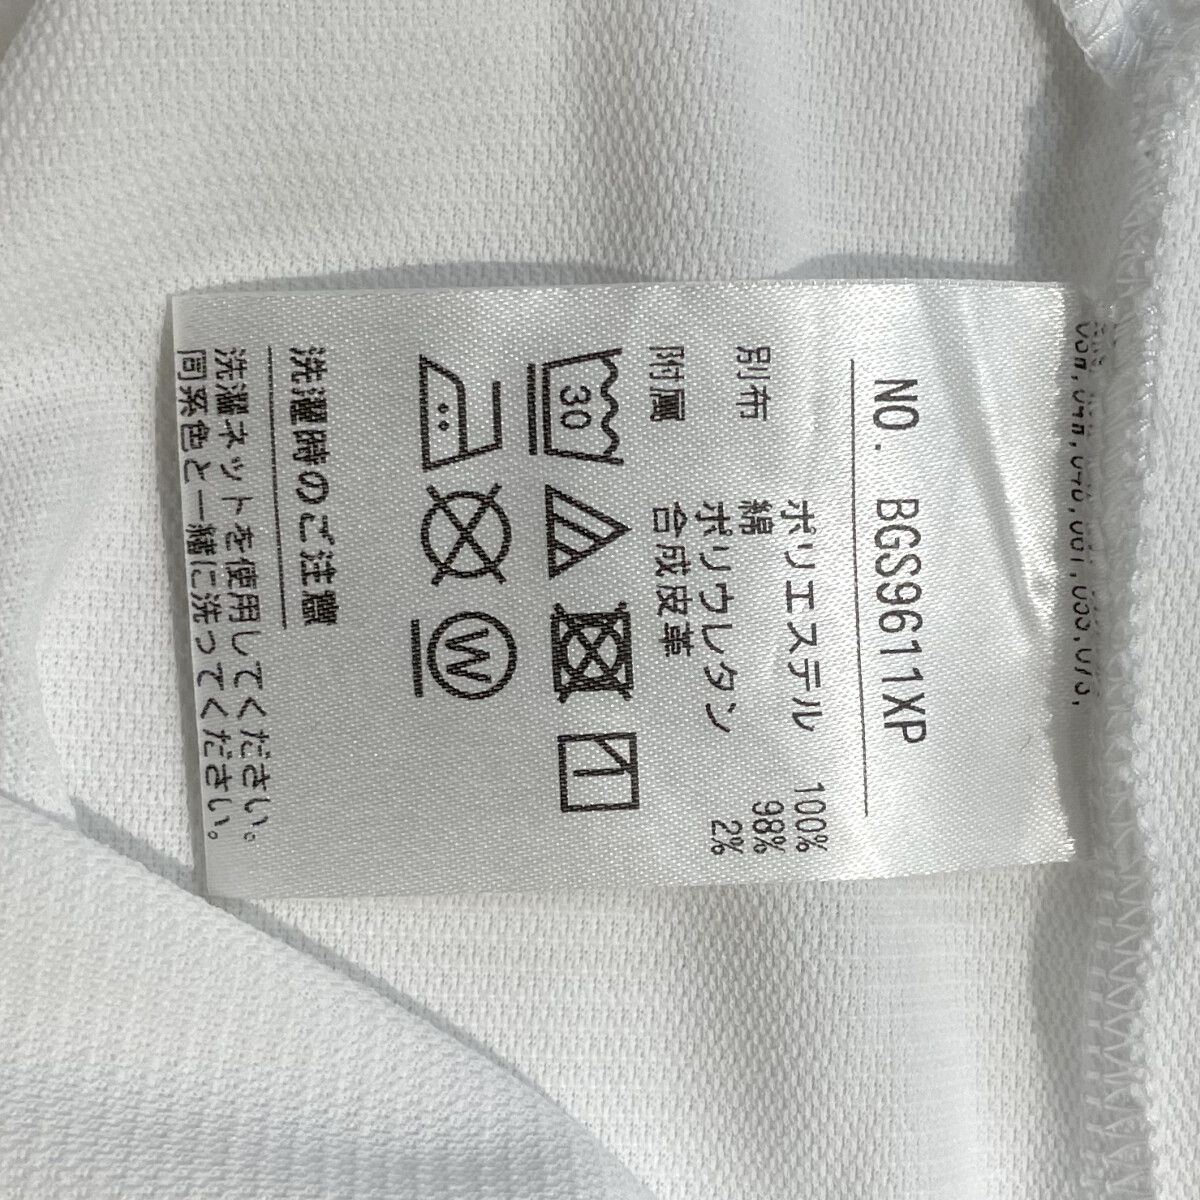 NO. BGS9611XP
ポリエステル 100%
別布 綿 98%
ポリウレタン 2%
附属 合成皮革
30
W
洗濯時のご注意
洗濯ネットを使用してください。
同系色と一緒に洗ってください。